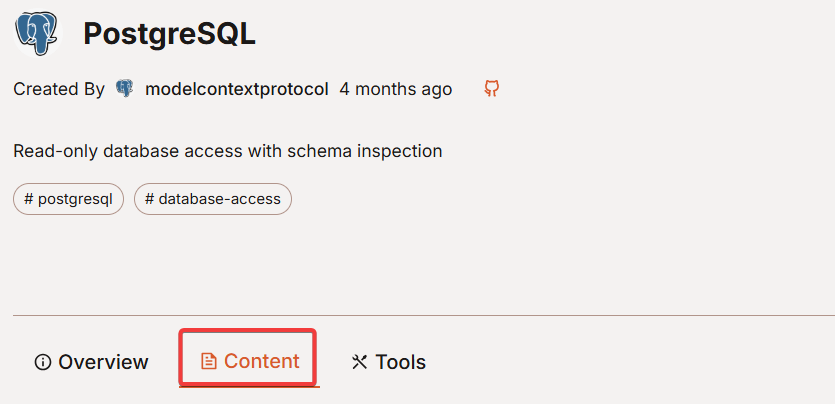 PostgreSQL
Created By modelcontextprotocol 4 months ago
Read-only database access with schema inspection
# postgresql # database-access
Overview Content Tools